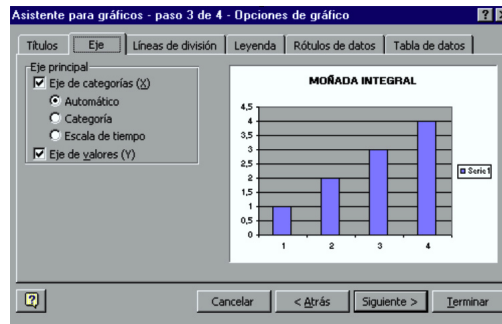 Asistente para gráficos - paso 3 de 4 - Opciones de gráfico
Títulos Eje Líneas de división Leyenda Rótulos de datos Tabla de datos
Eje principal
Eje de categorías (X)
Automático
Categoría
Escala de tiempo
Eje de valores (Y)
MOÑADA INTEGRAL
4,5
4
3,5
3
2,5
2
1,5
1
0,5
0
1 2 3 4
Serie1
Cancelar < Atrás Siguiente > Terminar